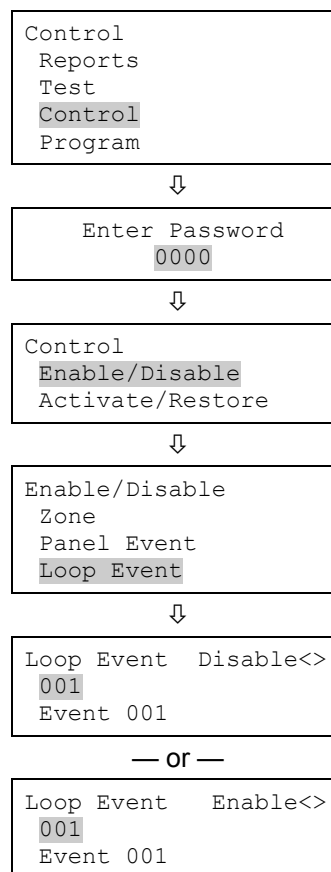 Control
Reports
Test
Control
Program
⇩
Enter Password
0000
⇩
Control
Enable/Disable
Activate/Restore
⇩
Enable/Disable
Zone
Panel Event
Loop Event
⇩
Loop Event Disable<>
001
Event 001
— or —
Loop Event Enable<>
001
Event 001